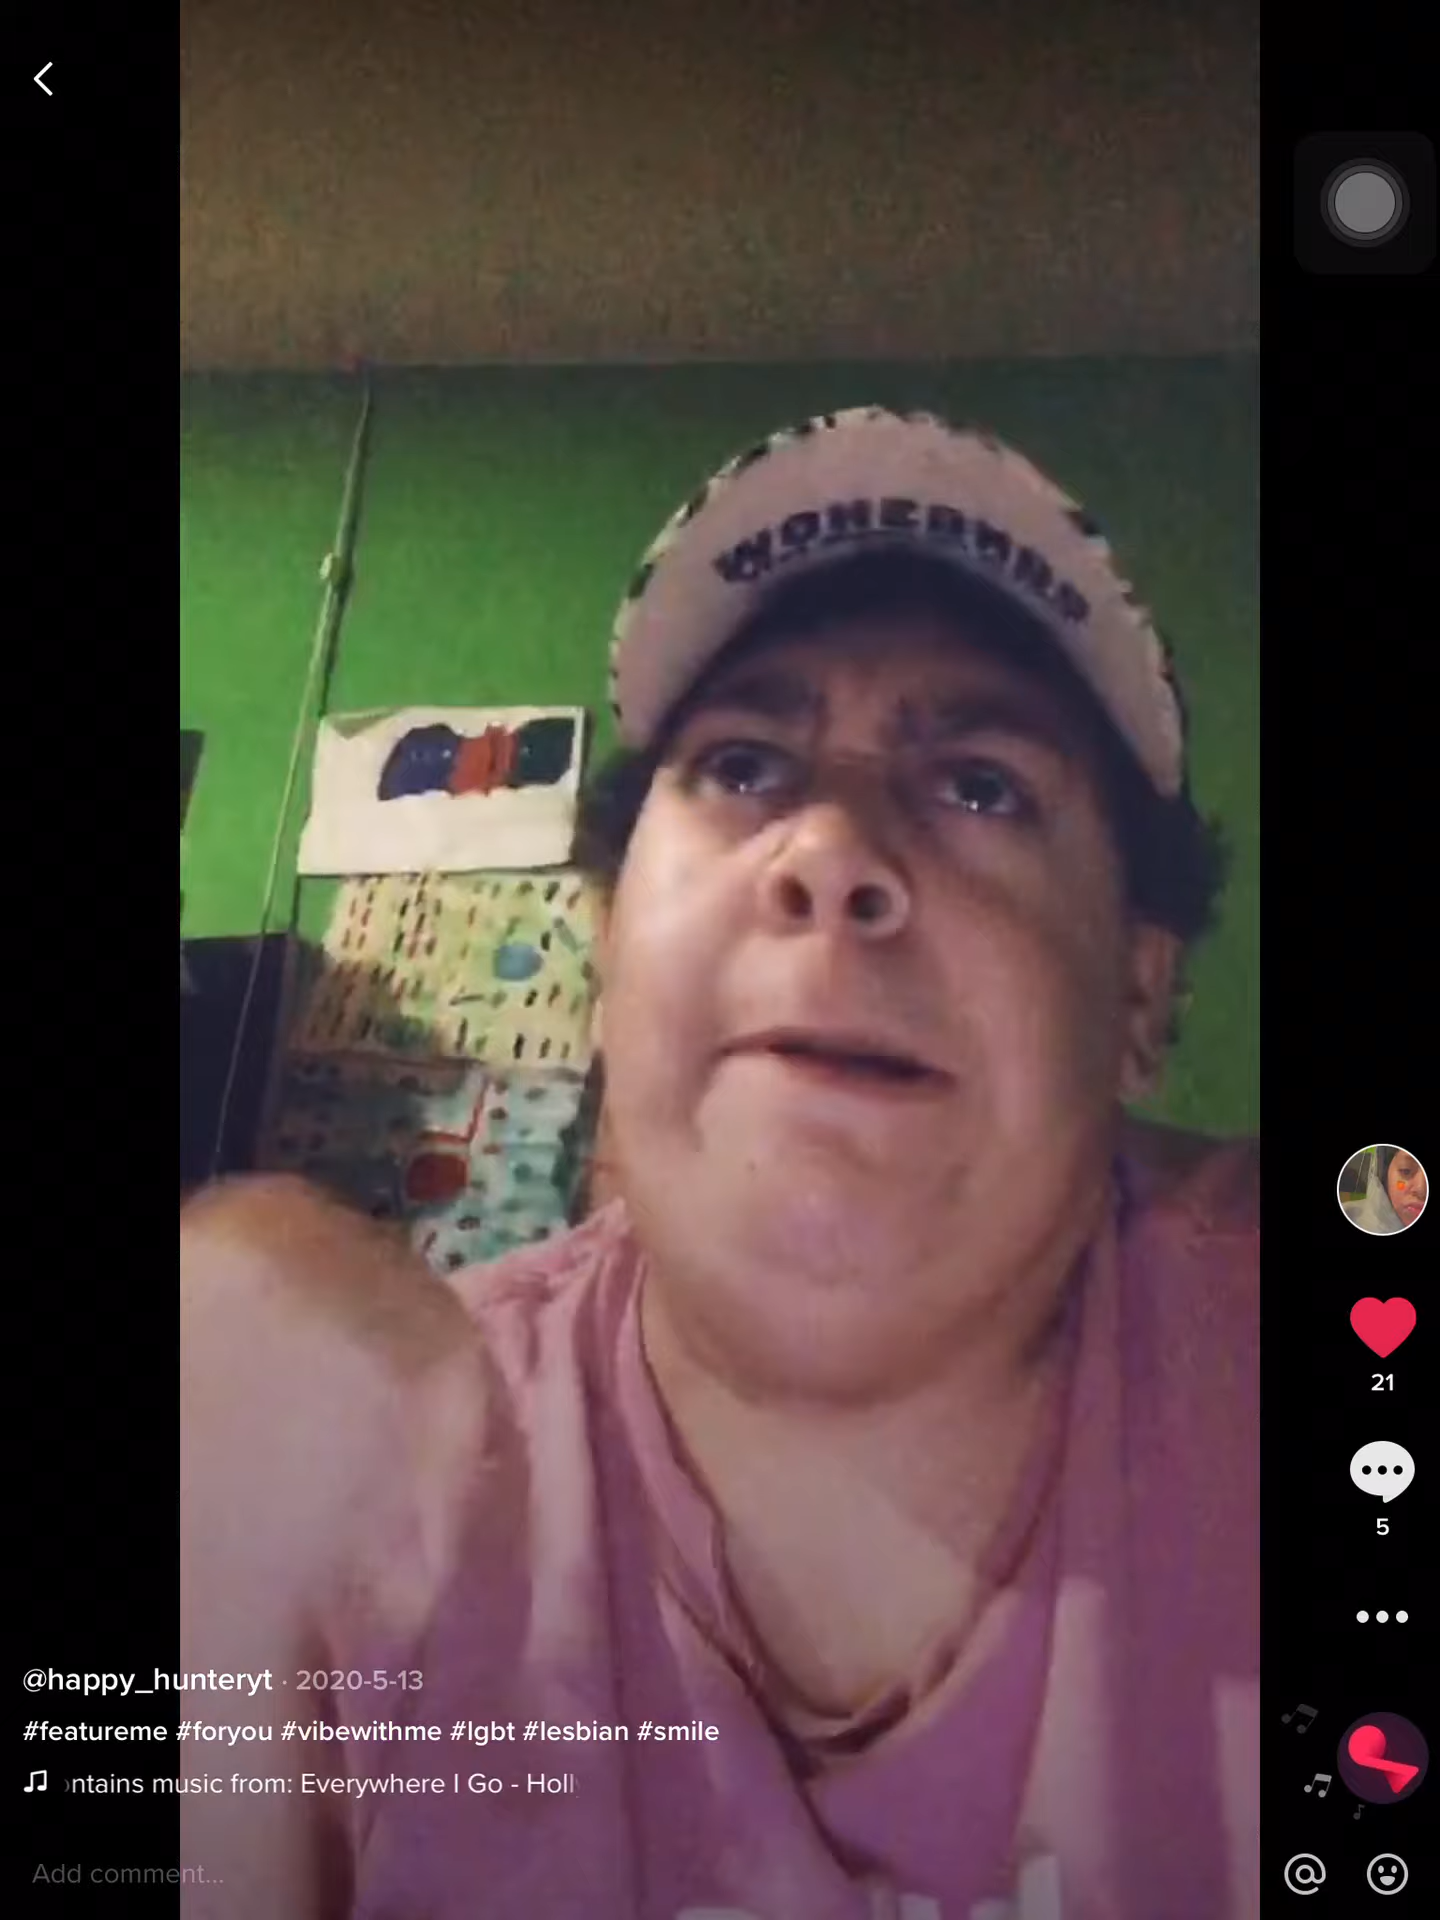 @happy_hunteryt · 2020-5-13
#featureme #foryou #vibewithme #lgbt #lesbian #smile
ontains music from: Everywhere I Go - Holl
Add comment...
21
5